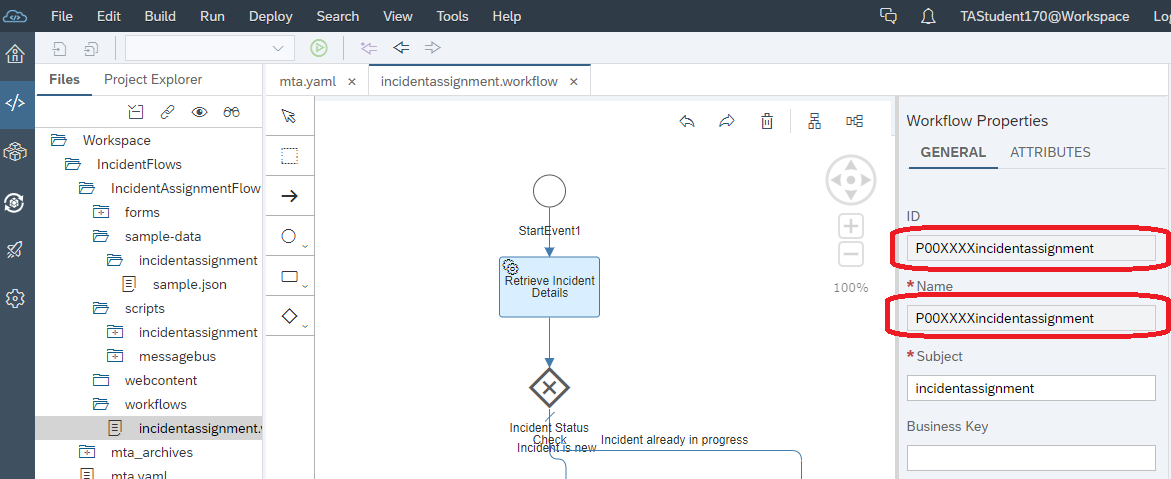 File Edit Build Run Deploy Search View Tools Help TAStudent170@Workspace
Files Project Explorer
mta.yaml × incidentassignment.workflow ×
Workspace
IncidentFlows
IncidentAssignmentFlow
forms
sample-data
incidentassignment
sample.json
scripts
incidentassignment
messagebus
webcontent
workflows
incidentassignment.
mta_archives
mta.yaml
StartEvent1
Retrieve Incident
Details
Incident Status
Check
Incident is new
Incident already in progress
100%
Workflow Properties
GENERAL ATTRIBUTES
ID
P00XXXXincidentassignment
*Name
P00XXXXincidentassignment
*Subject
incidentassignment
Business Key